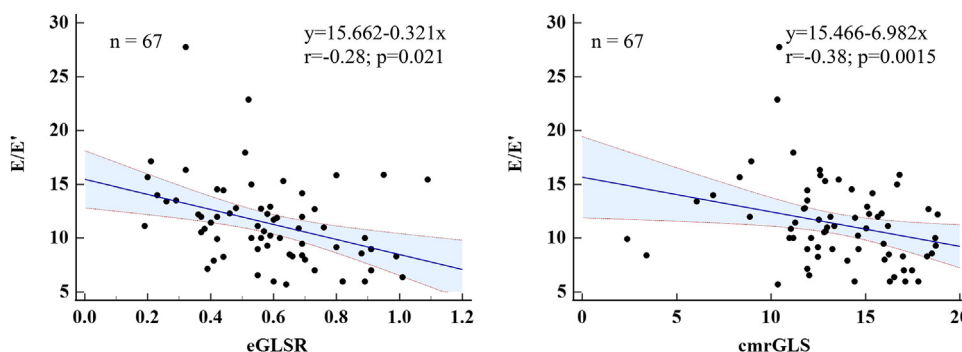 n = 67
y=15.662-0.321x
r=-0.28; p=0.021
30
25
20
15
10
5
E/E'
0.0 0.2 0.4 0.6 0.8 1.0 1.2
eGLSR
n = 67
y=15.466-6.982x
r=-0.38; p=0.0015
30
25
20
15
10
5
E/E'
0 5 10 15 20
cmrGLS